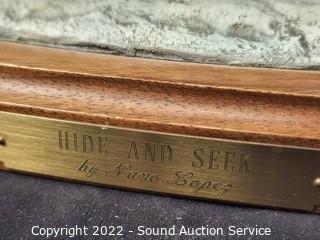 HIDE AND SEEK
by Nano Lopez
Copyright 2022 - Sound Auction Service